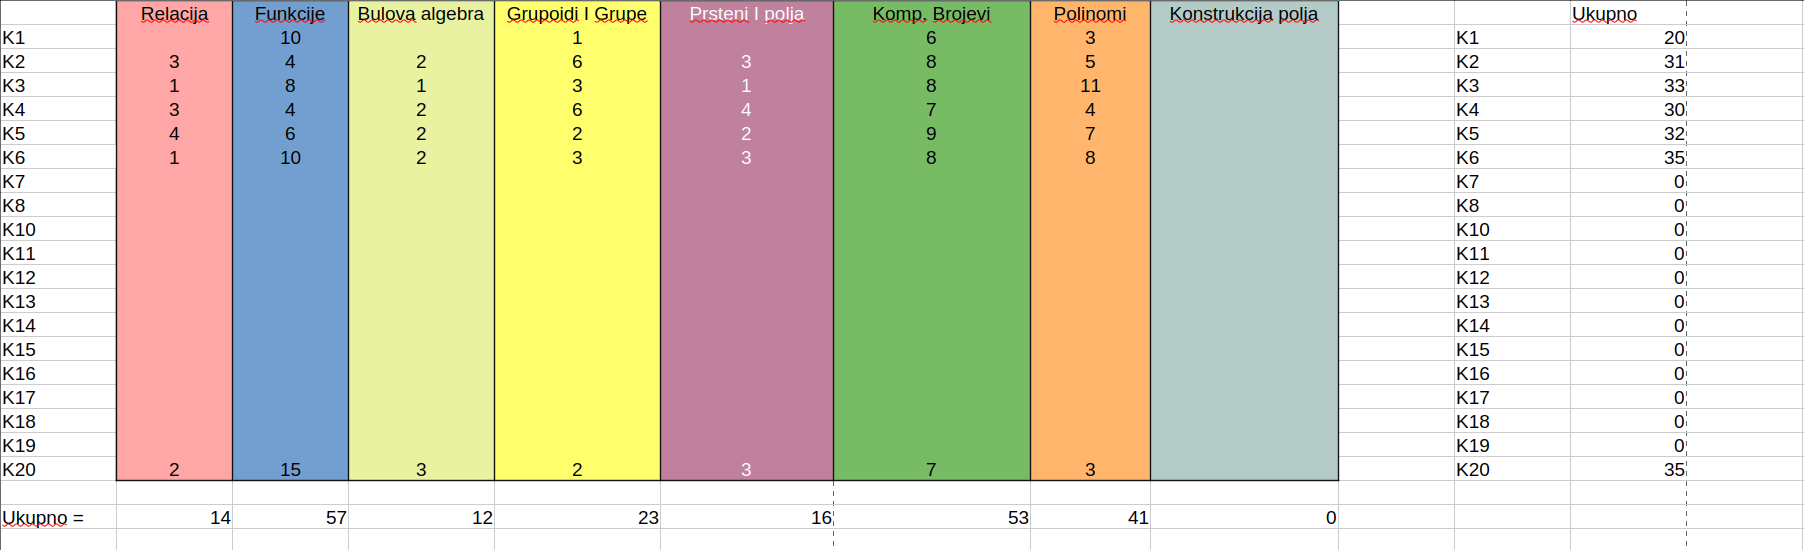 Relacija Funkcije Bulova algebra Grupoidi I Grupe Prsteni I polja Komp. Brojevi Polinomi Konstrukcija polja Ukupno
K1 10 1 6 3 K1 20
K2 3 4 2 6 3 8 5 K2 31
K3 1 8 1 3 1 8 11 K3 33
K4 3 4 2 6 4 7 4 K4 30
K5 4 6 2 2 2 9 7 K5 32
K6 1 10 2 3 3 8 8 K6 35
K7 K7 0
K8 K8 0
K10 K10 0
K11 K11 0
K12 K12 0
K13 K13 0
K14 K14 0
K15 K15 0
K16 K16 0
K17 K17 0
K18 K18 0
K19 K19 0
K20 2 15 3 2 3 7 3 K20 35
Ukupno = 14 57 12 23 16 53 41 0